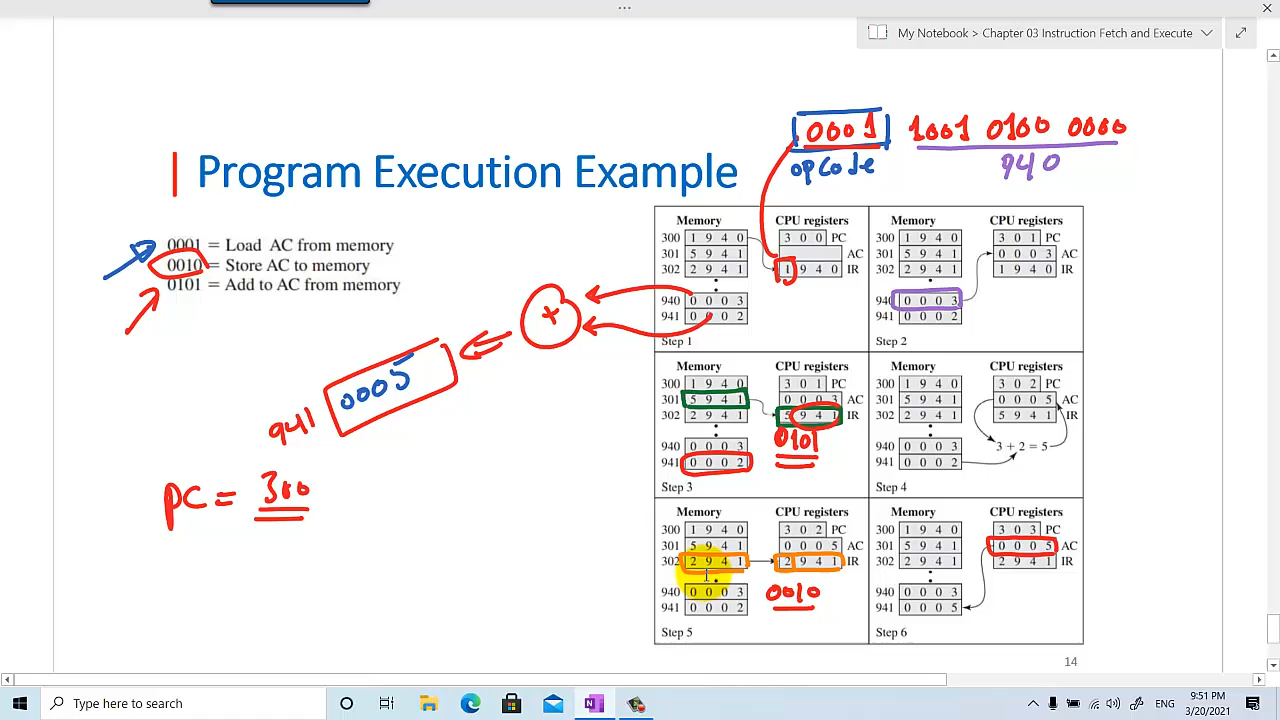 My Notebook > Chapter 03 Instruction Fetch and Execute
0001 1001 0100 0000
opCode 940
Program Execution Example
0001 = Load AC from memory
0010 = Store AC to memory
0101 = Add to AC from memory
+
0005
941
PC = 300
Memory CPU registers
300 1 9 4 0 3 0 0 PC
301 5 9 4 1 AC
302 2 9 4 1 1 9 4 0 IR
940 0 0 0 3
941 0 0 0 2
Step 1
Memory CPU registers
300 1 9 4 0 3 0 1 PC
301 5 9 4 1 0 0 0 3 AC
302 2 9 4 1 1 9 4 0 IR
940 0 0 0 3
941 0 0 0 2
Step 2
Memory CPU registers
300 1 9 4 0 3 0 1 PC
301 5 9 4 1 0 0 0 3 AC
302 2 9 4 1 5 9 4 1 IR
0101
940 0 0 0 3
941 0 0 0 2
Step 3
Memory CPU registers
300 1 9 4 0 3 0 2 PC
301 5 9 4 1 0 0 0 5 AC
302 2 9 4 1 5 9 4 1 IR
940 0 0 0 3 3 + 2 = 5
941 0 0 0 2
Step 4
Memory CPU registers
300 1 9 4 0 3 0 2 PC
301 5 9 4 1 0 0 0 5 AC
302 2 9 4 1 2 9 4 1 IR
940 0 0 0 3 0010
941 0 0 0 2
Step 5
Memory CPU registers
300 1 9 4 0 3 0 3 PC
301 5 9 4 1 0 0 0 5 AC
302 2 9 4 1 2 9 4 1 IR
940 0 0 0 3
941 0 0 0 5
Step 6
14
Type here to search
ENG
9:51 PM
3/20/2021